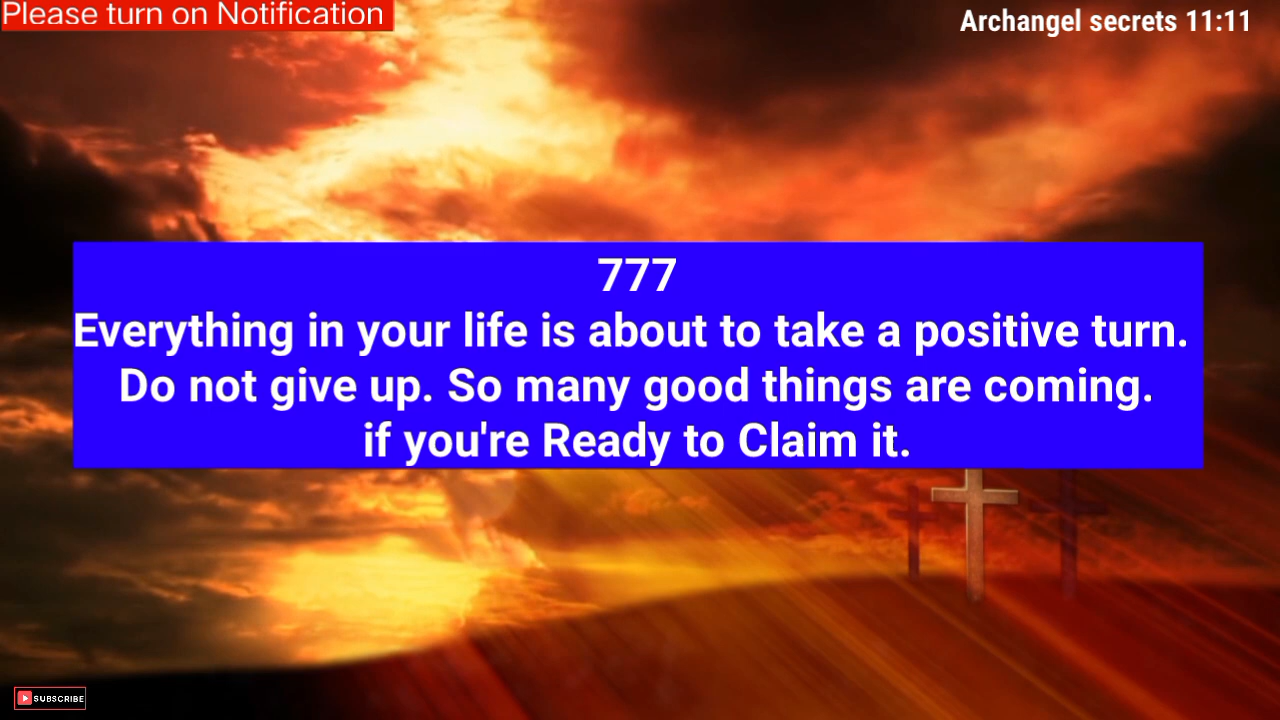 Please turn on Notification
Archangel secrets 11:11
777
Everything in your life is about to take a positive turn.
Do not give up. So many good things are coming.
if you're Ready to Claim it.
SUBSCRIBE